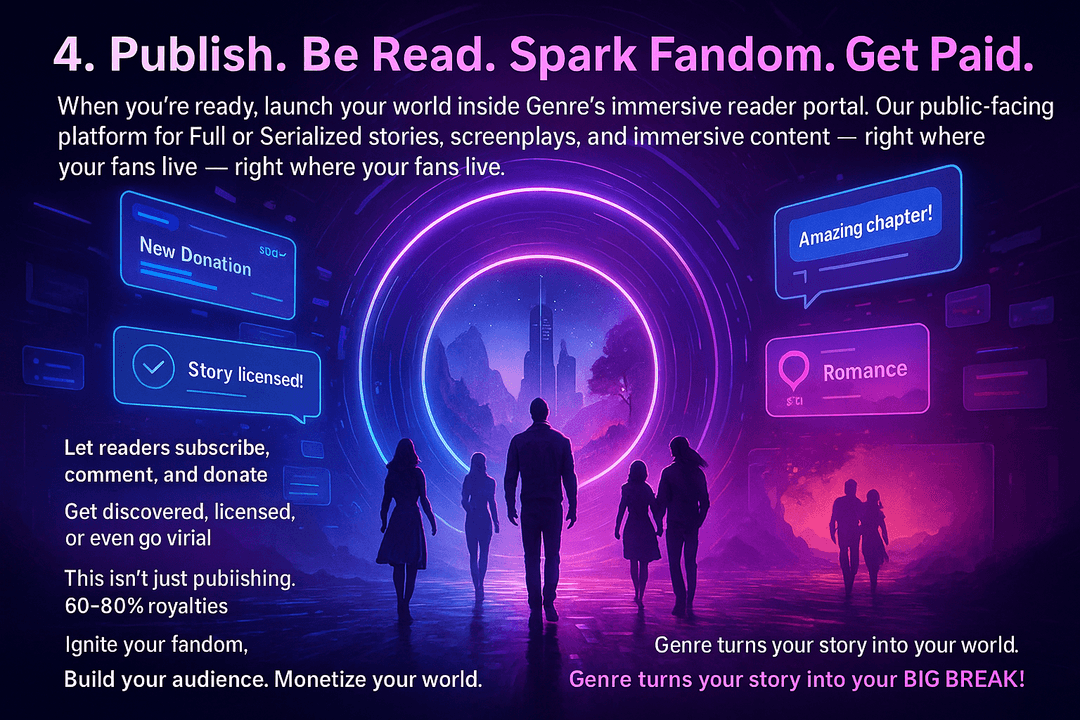 4. Publish. Be Read. Spark Fandom. Get Paid.
When you're ready, launch your world inside Genre's immersive reader portal. Our public-facing
platform for Full or Serialized stories, screenplays, and immersive content — right where
your fans live — right where your fans live.
New Donation
Amazing chapter!
Story licensed!
Romance
Let readers subscribe,
comment, and donate
Get discovered, licensed,
or even go virial
This isn't just pubiishing.
60–80% royalties
Ignite your fandom,
Build your audience. Monetize your world.
Genre turns your story into your world.
Genre turns your story into your BIG BREAK!